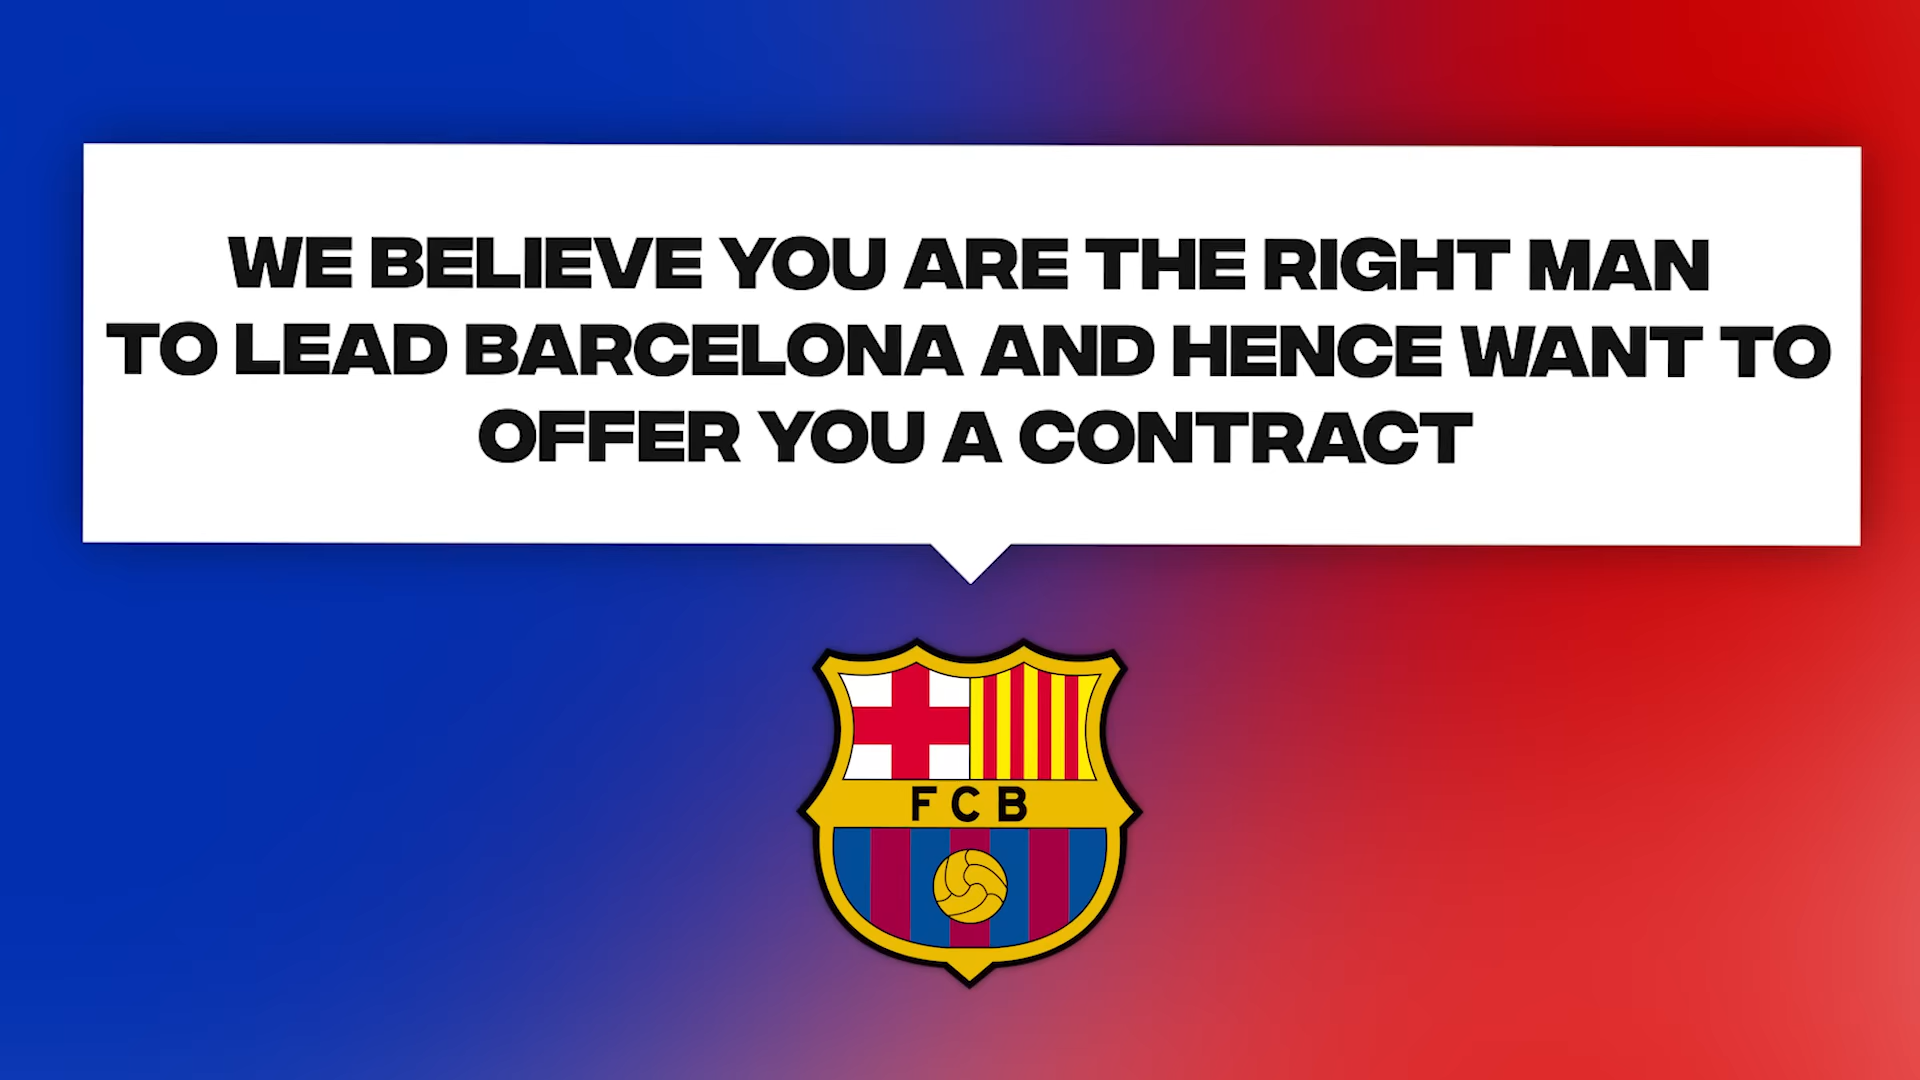 WE BELIEVE YOU ARE THE RIGHT MAN
TO LEAD BARCELONA AND HENCE WANT TO
OFFER YOU A CONTRACT
FCB